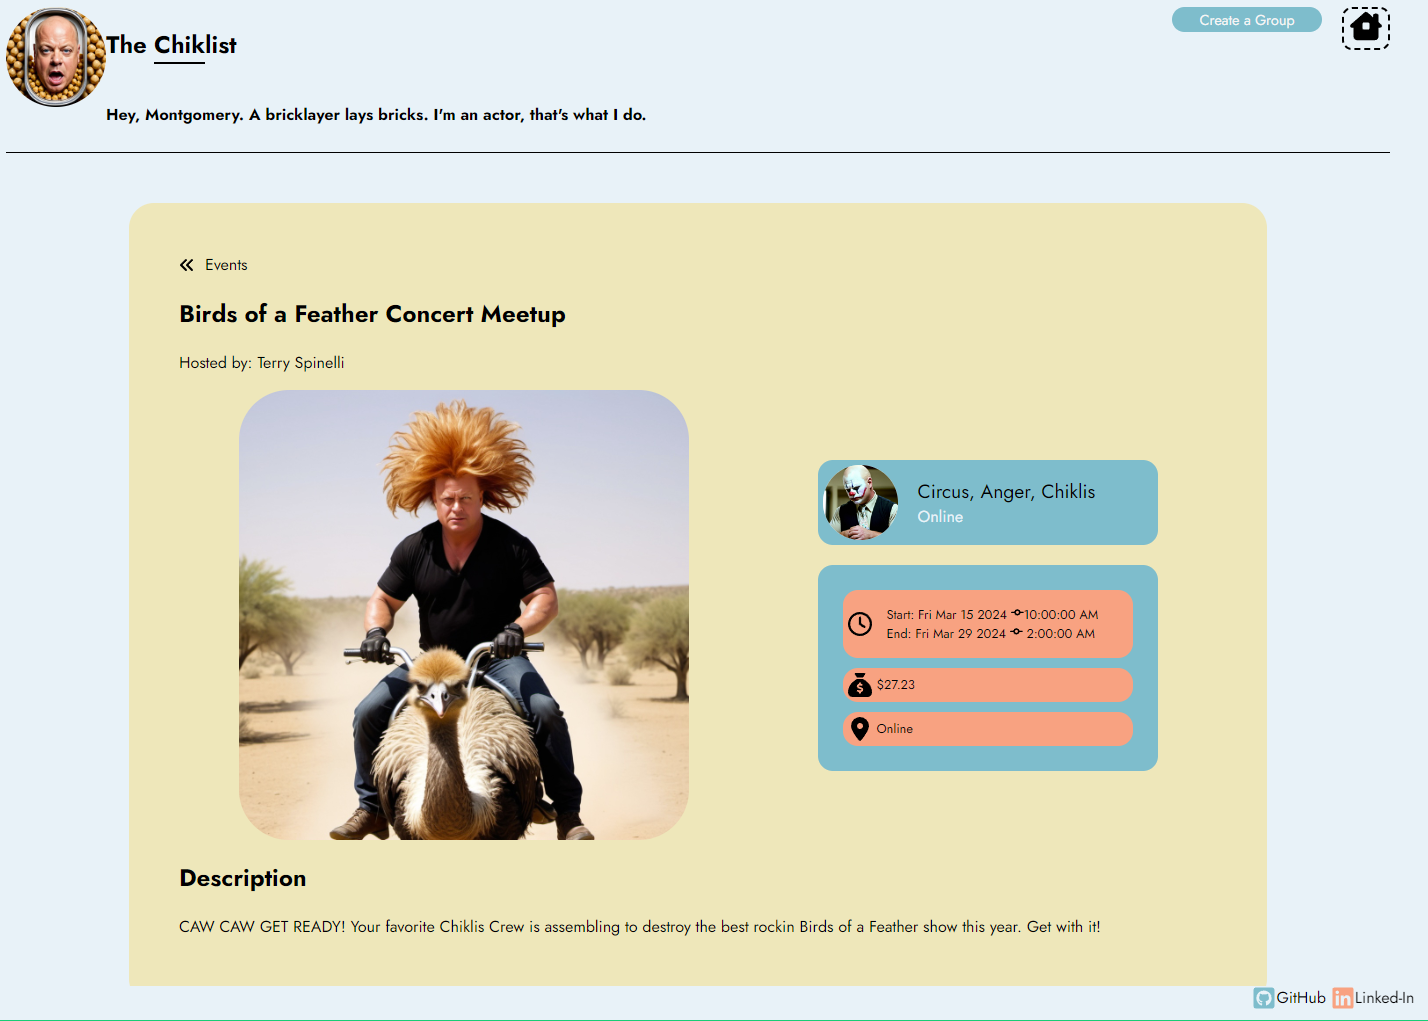 The Chiklist
Create a Group
Hey, Montgomery. A bricklayer lays bricks. I'm an actor, that's what I do.
Events
Birds of a Feather Concert Meetup
Hosted by: Terry Spinelli
Circus, Anger, Chiklis
Online
Start: Fri Mar 15 2024 10:00:00 AM
End: Fri Mar 29 2024 2:00:00 AM
$27.23
Online
Description
CAW CAW GET READY! Your favorite Chiklis Crew is assembling to destroy the best rockin Birds of a Feather show this year. Get with it!
GitHub
Linked-In